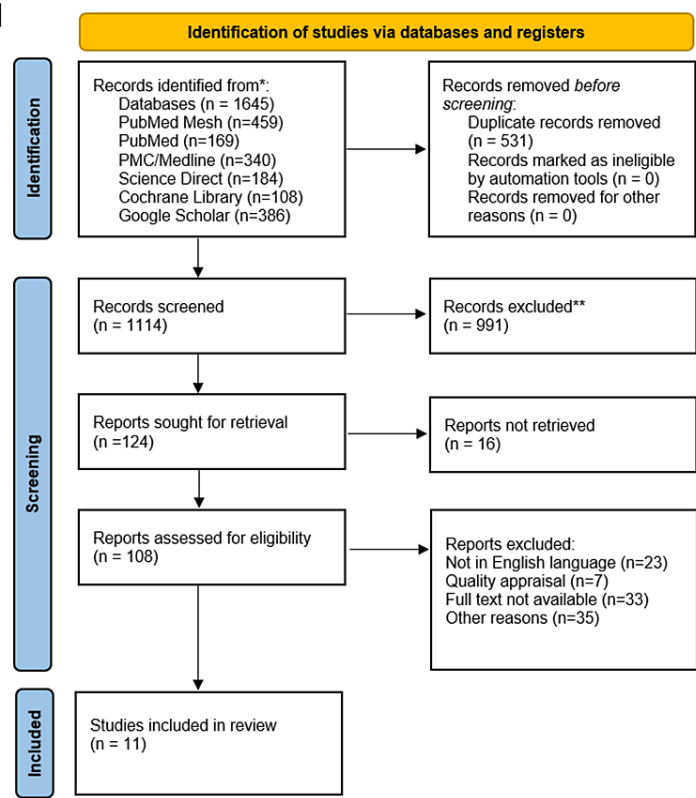 Identification of studies via databases and registers
Identification
Records identified from*:
Databases (n = 1645)
PubMed Mesh (n=459)
PubMed (n=169)
PMC/Medline (n=340)
Science Direct (n=184)
Cochrane Library (n=108)
Google Scholar (n=386)
Records removed before
screening:
Duplicate records removed
(n = 531)
Records marked as ineligible
by automation tools (n = 0)
Records removed for other
reasons (n = 0)
Screening
Records screened
(n = 1114)
Records excluded**
(n = 991)
Reports sought for retrieval
(n =124)
Reports not retrieved
(n = 16)
Reports assessed for eligibility
(n = 108)
Reports excluded:
Not in English language (n=23)
Quality appraisal (n=7)
Full text not available (n=33)
Other reasons (n=35)
Included
Studies included in review
(n = 11)